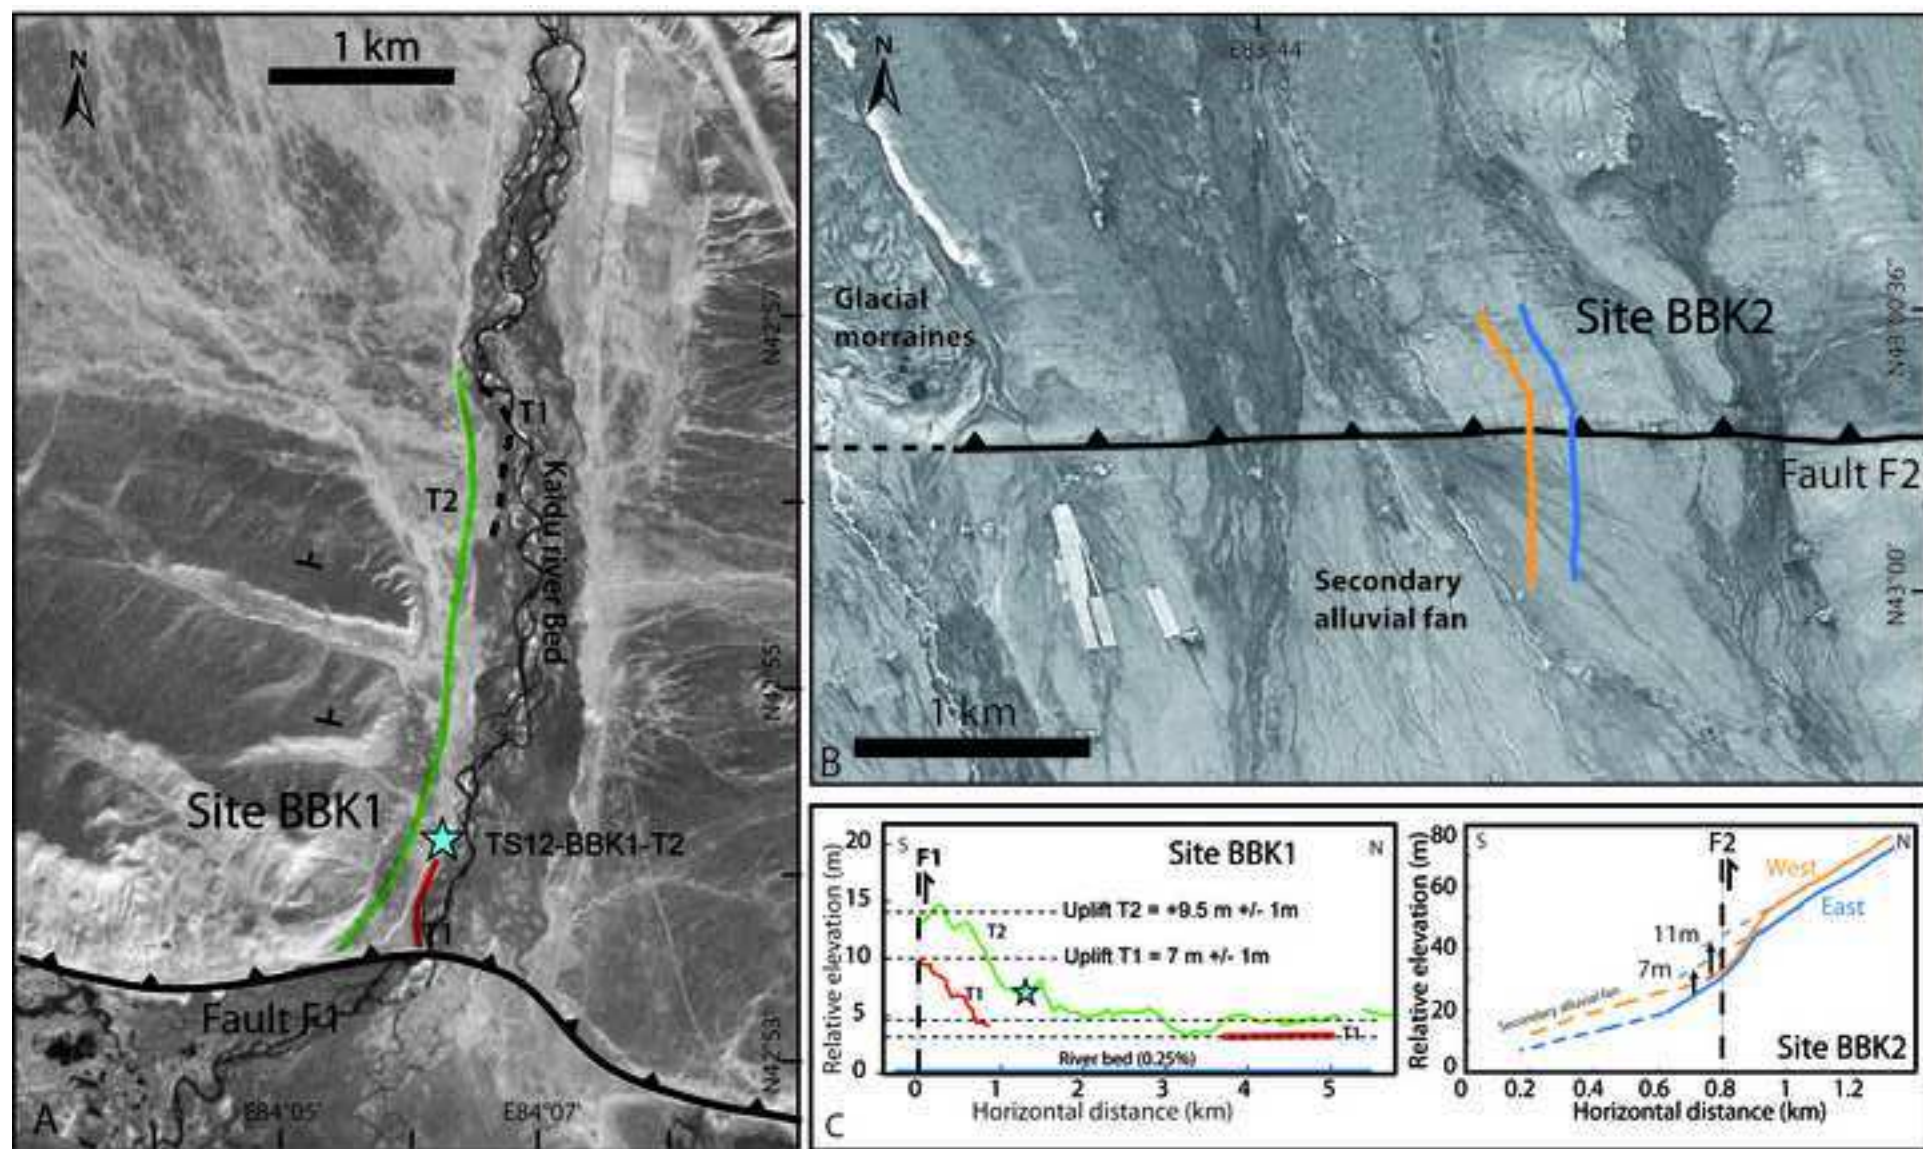 N
1 km
N42°57'
T1
T2
Kaidu river Bed
N42°55'
Site BBK1
TS12-BBK1-T2
T1
Fault F1
N42°53'
E84°05'
E84°07'
A
N
E83°44'
Glacial
morraines
Site BBK2
N43°00'36"
Fault F2
Secondary
alluvial fan
N43°00'
1 km
B
Relative elevation (m)
20
15
10
5
0
S
F1
Site BBK1
N
Uplift T2 = +9.5 m +/- 1m
T2
Uplift T1 = 7 m +/- 1m
T1
T1
River bed (0.25%)
0 1 2 3 4 5
Horizontal distance (km)
C
Relative elevation (m)
80
60
40
20
0
S
F2
N
West
East
11m
7m
Secondary alluvial fan
Site BBK2
0 0.2 0.4 0.6 0.8 1 1.2
Horizontal distance (km)